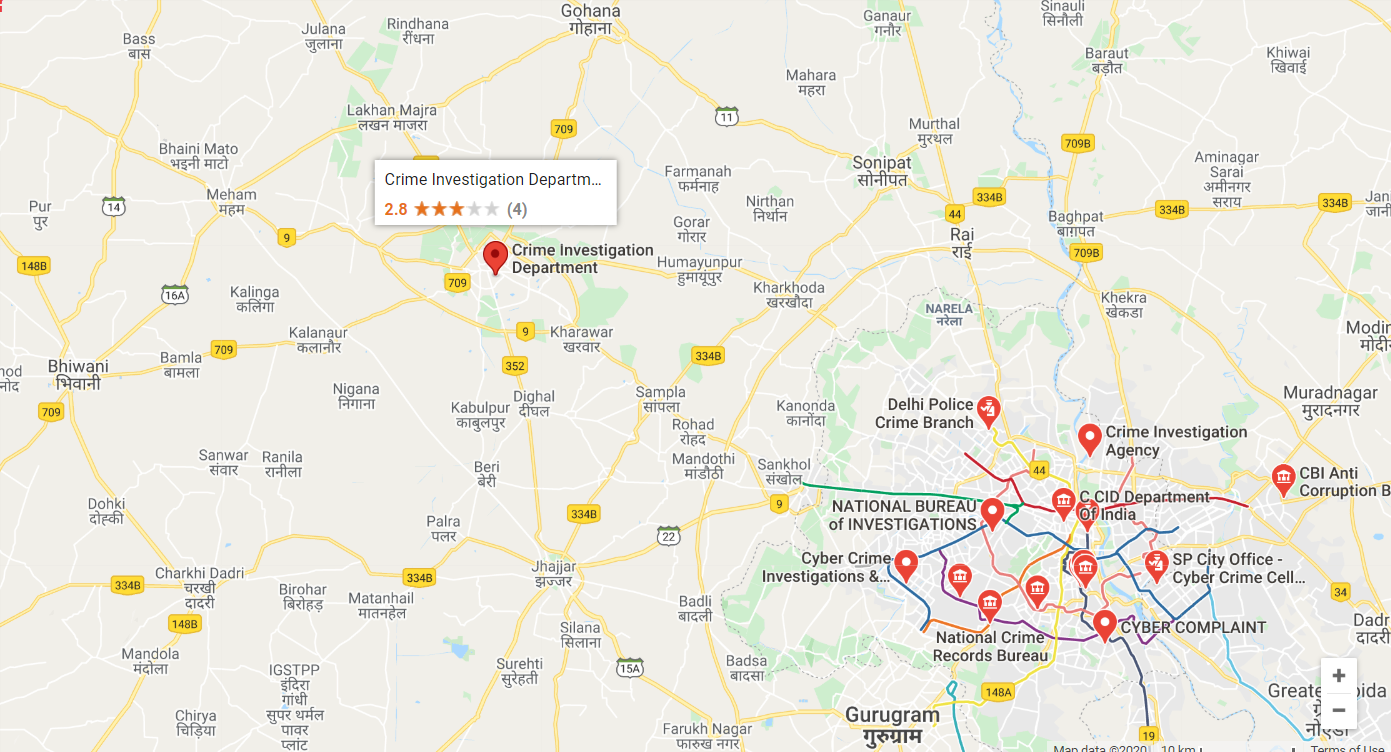 Sinauli
सिनौली
Gohana
गोहाना
Ganaur
गनौर
Rindhana
रींधना
Julana
जुलाना
Bass
बास
Baraut
बड़ौत
Khiwai
खिवाई
Mahara
महरा
Lakhan Majra
लखन माजरा
11
709
Murthal
मुरथल
709B
Bhaini Mato
भइनी माटो
Sonipat
सोनीपत
Aminagar
Sarai
अमीनगर
सराय
Crime Investigation Departm...
2.8 (4)
Farmanah
फर्मनाह
Meham
महम
Pur
पुर
14
Nirthan
निर्थान
334B
44
334B
334B
Jani
Baghpat
बाग़पत
Gorar
गोरार
9
Rai
राई
709B
Crime Investigation
Department
Humayunpur
हुमायूंपुर
148B
709
16A
Kalinga
कलिंगा
Kharkhoda
खरखौदा
Khekra
खेकडा
NARELA
नरेला
Kalanaur
कलानौर
9
Kharawar
खरवार
Modin
709
334B
Bamla
बामला
Bhiwani
भिवानी
352
Nigana
निगाना
Sampla
सांपला
Dighal
दीघल
Kabulpur
काबुलपुर
Kanonda
कानोंदा
Muradnagar
मुरादनगर
Delhi Police
Crime Branch
709
Rohad
रोहद
Crime Investigation
Agency
Mandothi
मांडौठी
Sankhol
संखोल
Sanwar
संवार
Ranila
रानीला
Beri
बेरी
44
CBI Anti
Corruption B
C CID Department
Of India
9
NATIONAL BUREAU
of INVESTIGATIONS
Dohki
दोह्की
334B
Palra
पलर
22
Cyber Crime
Investigations &...
SP City Office -
Cyber Crime Cell...
Jhajjar
झज्जर
Charkhi Dadri
चरखी
दादरी
334B
334B
Birohar
बिरोहड़
Matanhail
मातनहेल
34
Badli
बादली
148B
CYBER COMPLAINT
Dadr
दादरी
Silana
सिलाना
National Crime
Records Bureau
Mandola
मंदोला
Surehti
सुरेहती
15A
Badsa
बादसा
IGSTPP
इंदिरा
गांधी
सुपर थर्मल
पावर
प्लांट
148A
Chirya
चिड़िया
Farukh Nagar
फारुख नगर
Gurugram
गुरुग्राम
19
+
−
Map data ©2020 10 km Terms of Use